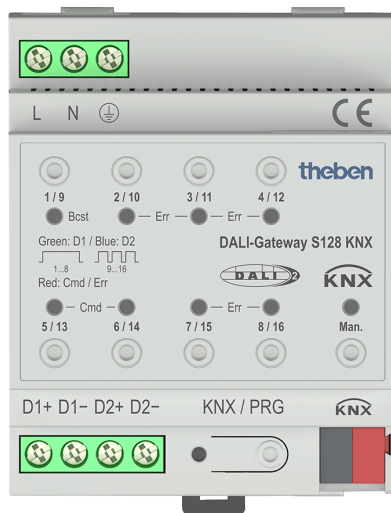 L N
CE
theben
1 / 9 2 / 10 3 / 11 4 / 12
Bcst Err Err
Green: D1 / Blue: D2
DALI-Gateway S128 KNX
1...8 9...16
DALI 2 KNX
Red: Cmd / Err
Cmd Err
5 / 13 6 / 14 7 / 15 8 / 16 Man.
D1+ D1− D2+ D2− KNX / PRG KNX